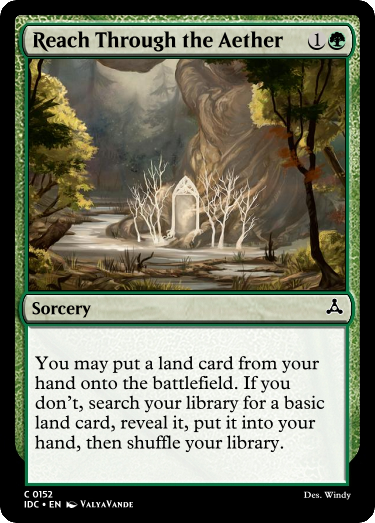 Reach Through the Aether 1
Sorcery
You may put a land card from your
hand onto the battlefield. If you
don't, search your library for a basic
land card, reveal it, put it into your
hand, then shuffle your library.
C 0152
IDC • EN ValyaVande
Des. Windy